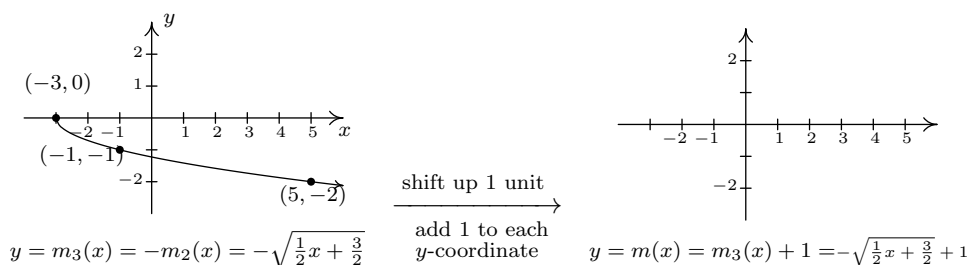 y
2
1
(−3, 0)
−2 −1 1 2 3 4 5
x
(−1, −1)
−2
(5, −2)
y = m₃(x) = −m₂(x) = −√(½x + 3/2)
shift up 1 unit
add 1 to each
y-coordinate
2
−2 −1 1 2 3 4 5
−2
y = m(x) = m₃(x) + 1 = −√(½x + 3/2) + 1